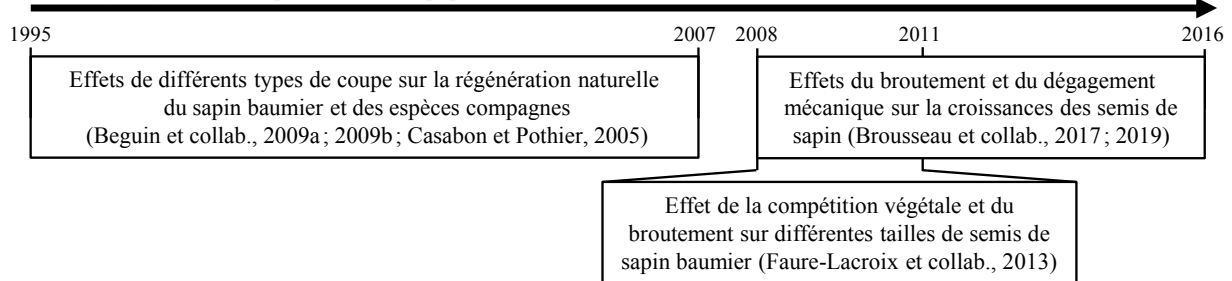 1995 2007 2008 2011 2016
Effets de différents types de coupe sur la régénération naturelle
du sapin baumier et des espèces compagnes
(Beguin et collab., 2009a ; 2009b ; Casabon et Pothier, 2005)
Effets du broutement et du dégagement
mécanique sur la croissances des semis de
sapin (Brousseau et collab., 2017 ; 2019)
Effet de la compétition végétale et du
broutement sur différentes tailles de semis de
sapin baumier (Faure-Lacroix et collab., 2013)